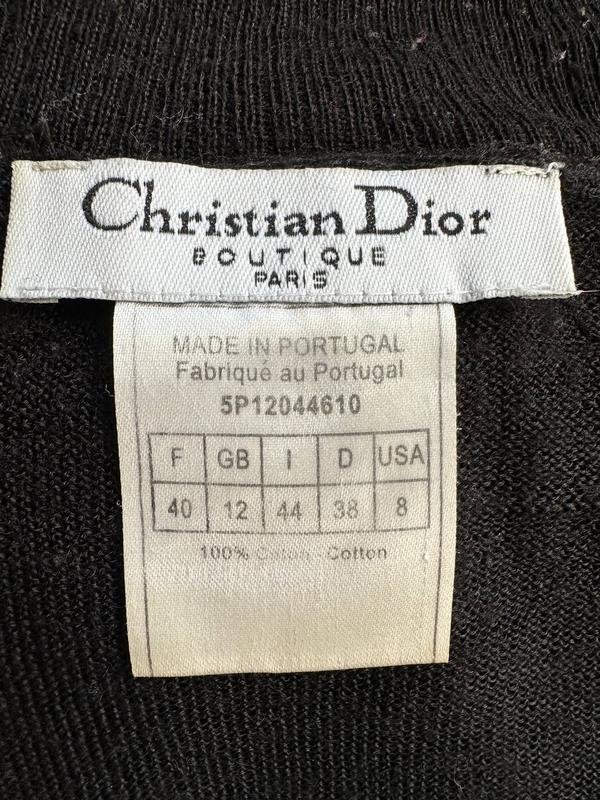 Christian Dior
BOUTIQUE
PARIS
MADE IN PORTUGAL
Fabriqué au Portugal
5P12044610
F GB I D USA
40 12 44 38 8
100% Coton - Cotton